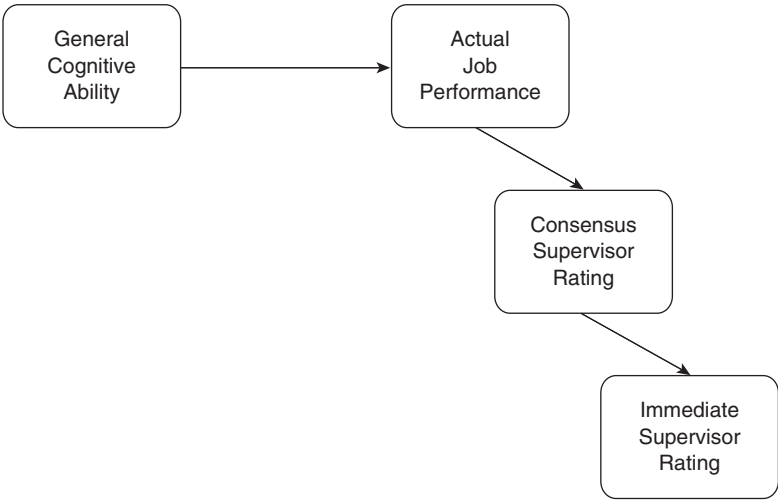 General
Cognitive
Ability
Actual
Job
Performance
Consensus
Supervisor
Rating
Immediate
Supervisor
Rating